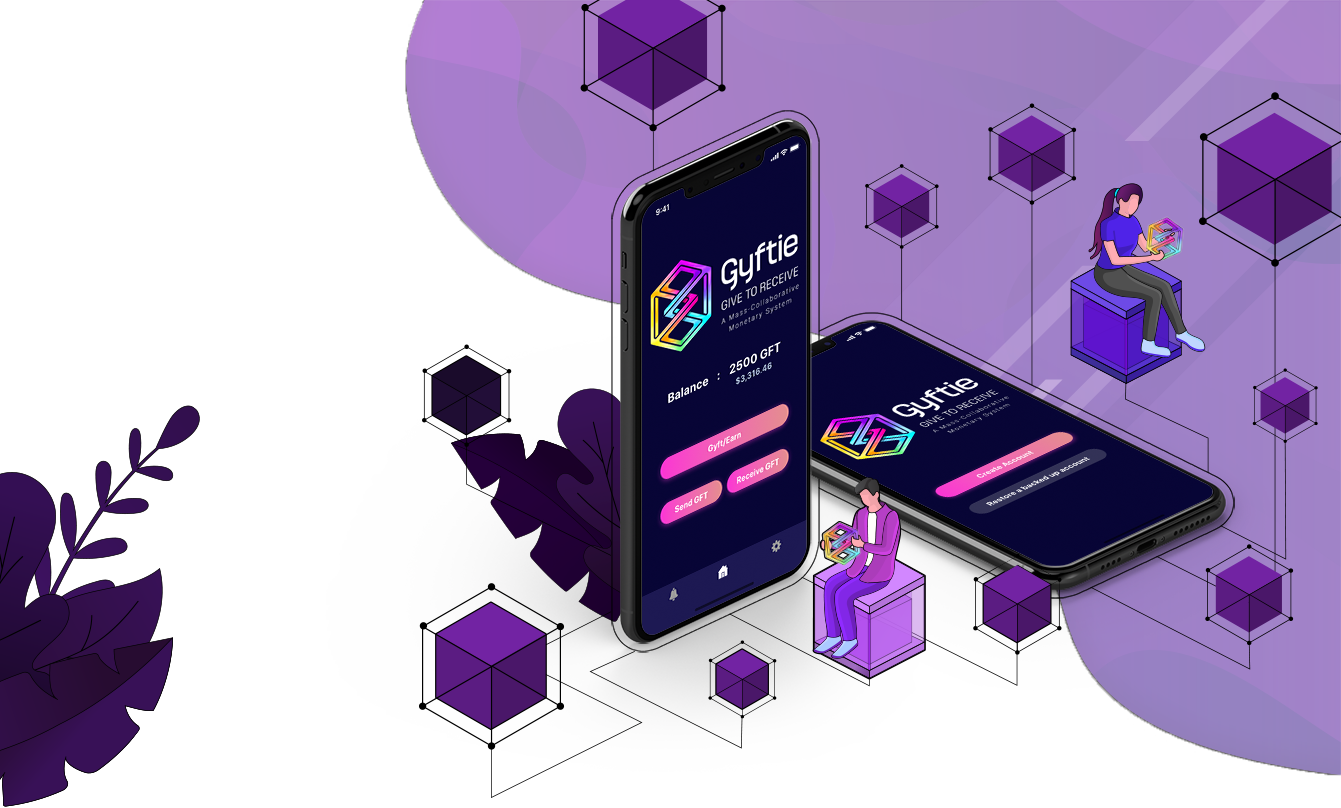 9:41
Gyftie
GIVE TO RECEIVE
A Mass-Collaborative
Monetary System
Balance : 2500 GFT
$3,316.46
Gyft/Earn
Send GFT
Receive GFT
Gyftie
GIVE TO RECEIVE
A Mass-Collaborative
Monetary System
Create Account
Restore a backed up account